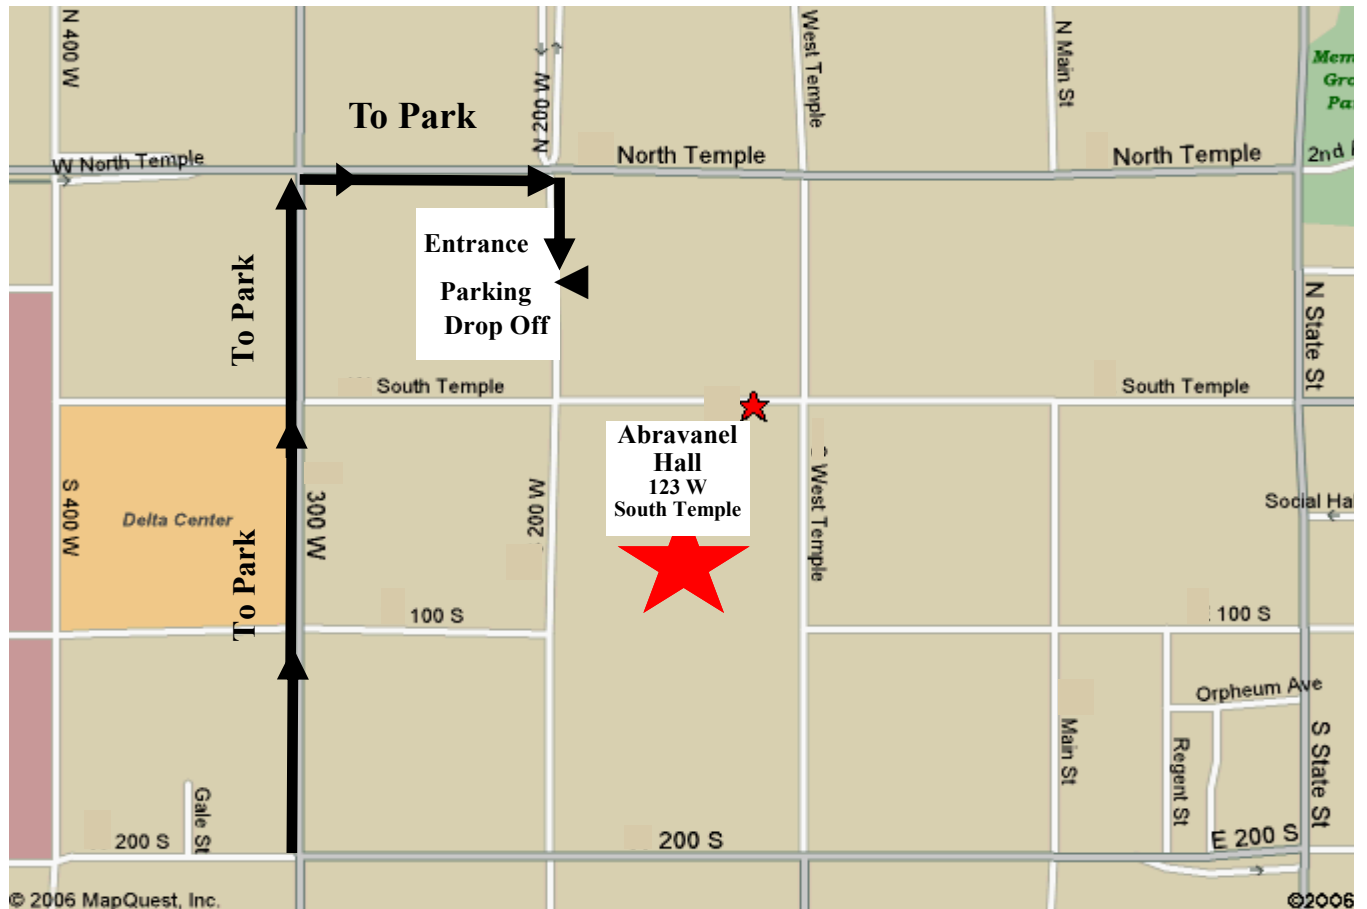 N 400 W
N 200 W
West Temple
N Main St
Mem
Gro
Pa
To Park
W North Temple
North Temple
North Temple
2nd
Entrance
Parking
Drop Off
To Park
N State St
South Temple
South Temple
Abravanel
Hall
123 W
South Temple
S 400 W
Delta Center
300 W
200 W
West Temple
Social Hal
To Park
100 S
E 100 S
Orpheum Ave
Main St
Regent St
S State St
Gale St
200 S
200 S
E 200 S
© 2006 MapQuest, Inc.
©2006